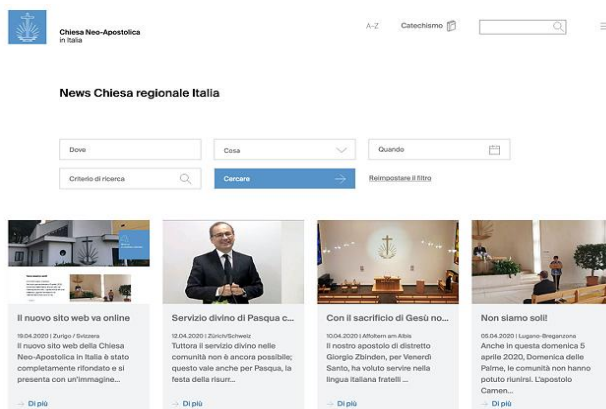 Chiesa Neo-Apostolica
in Italia
A–Z
Catechismo
News Chiesa regionale Italia
Dove
Cosa
Quando
Criterio di ricerca
Cercare
Reimpostare il filtro
Il nuovo sito web va online
19.04.2020 | Zurigo / Svizzera
Il nuovo sito web della Chiesa
Neo-Apostolica in Italia è stato
completamente rifondato e si
presenta con un'immagine...
→ Di più
Servizio divino di Pasqua c...
12.04.2020 | Zürich/Schweiz
Tuttora il servizio divino nelle
comunità non è ancora possibile;
questo vale anche per Pasqua, la
festa della risurr...
→ Di più
Con il sacrificio di Gesù no...
10.04.2020 | Affoltern am Albis
Il nostro apostolo di distretto
Giorgio Zbinden, per Venerdì
Santo, ha voluto servire nella
lingua italiana fratelli ...
→ Di più
Non siamo soli!
05.04.2020 | Lugano-Breganzona
Anche in questa domenica 5
aprile 2020, Domenica delle
Palme, le comunità non hanno
potuto riunirsi. L'apostolo
Camen...
→ Di più